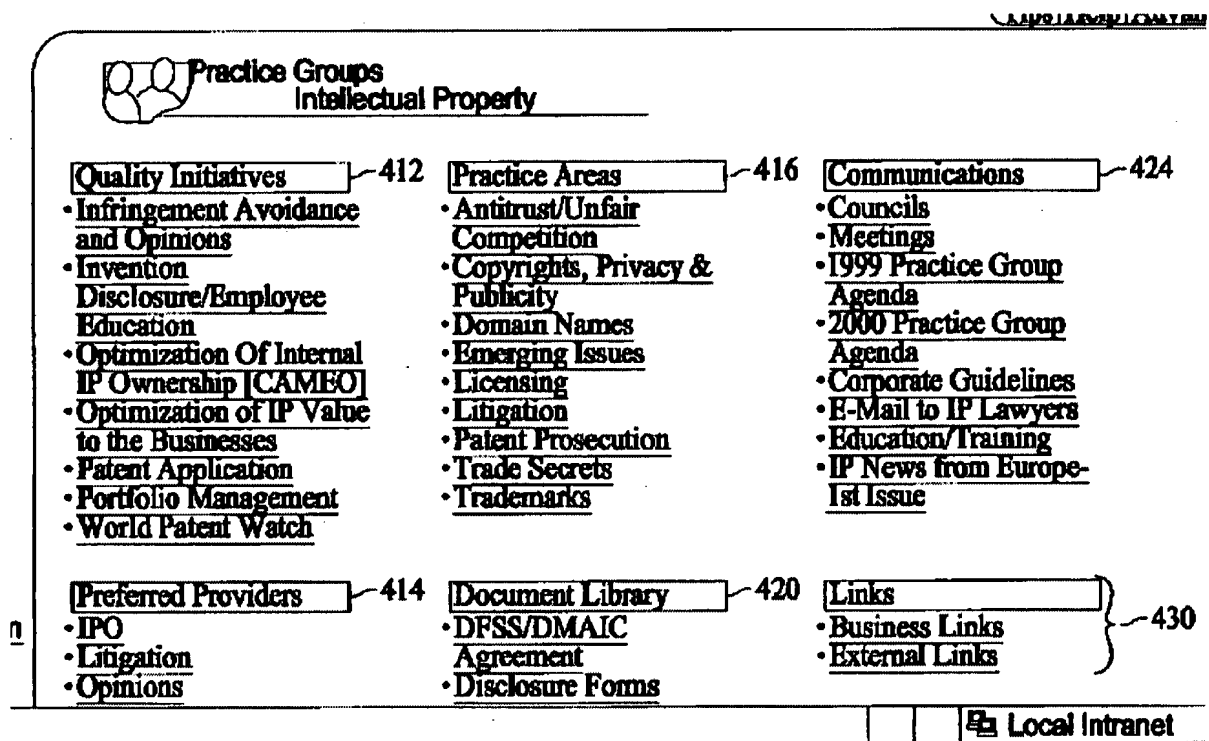 Practice Groups
Intellectual Property
Quality Initiatives 412
• Infringement Avoidance
and Opinions
• Invention
Disclosure/Employee
Education
• Optimization Of Internal
IP Ownership [CAMEO]
• Optimization of IP Value
to the Businesses
• Patent Application
• Portfolio Management
• World Patent Watch
Practice Areas 416
• Antitrust/Unfair
Competition
• Copyrights, Privacy &
Publicity
• Domain Names
• Emerging Issues
• Licensing
• Litigation
• Patent Prosecution
• Trade Secrets
• Trademarks
Communications 424
• Councils
• Meetings
• 1999 Practice Group
Agenda
• 2000 Practice Group
Agenda
• Corporate Guidelines
• E-Mail to IP Lawyers
• Education/Training
• IP News from Europe-
1st Issue
Preferred Providers 414
• IPO
• Litigation
• Opinions
Document Library 420
• DFSS/DMAIC
Agreement
• Disclosure Forms
Links
• Business Links
• External Links
430
n
Local Intranet